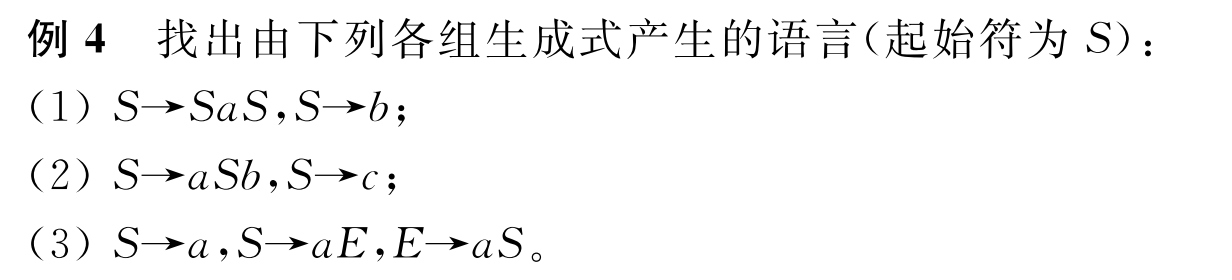 例 4 找出由下列各组生成式产生的语言(起始符为 S):
(1) S→SaS,S→b;
(2) S→aSb,S→c;
(3) S→a,S→aE,E→aS。